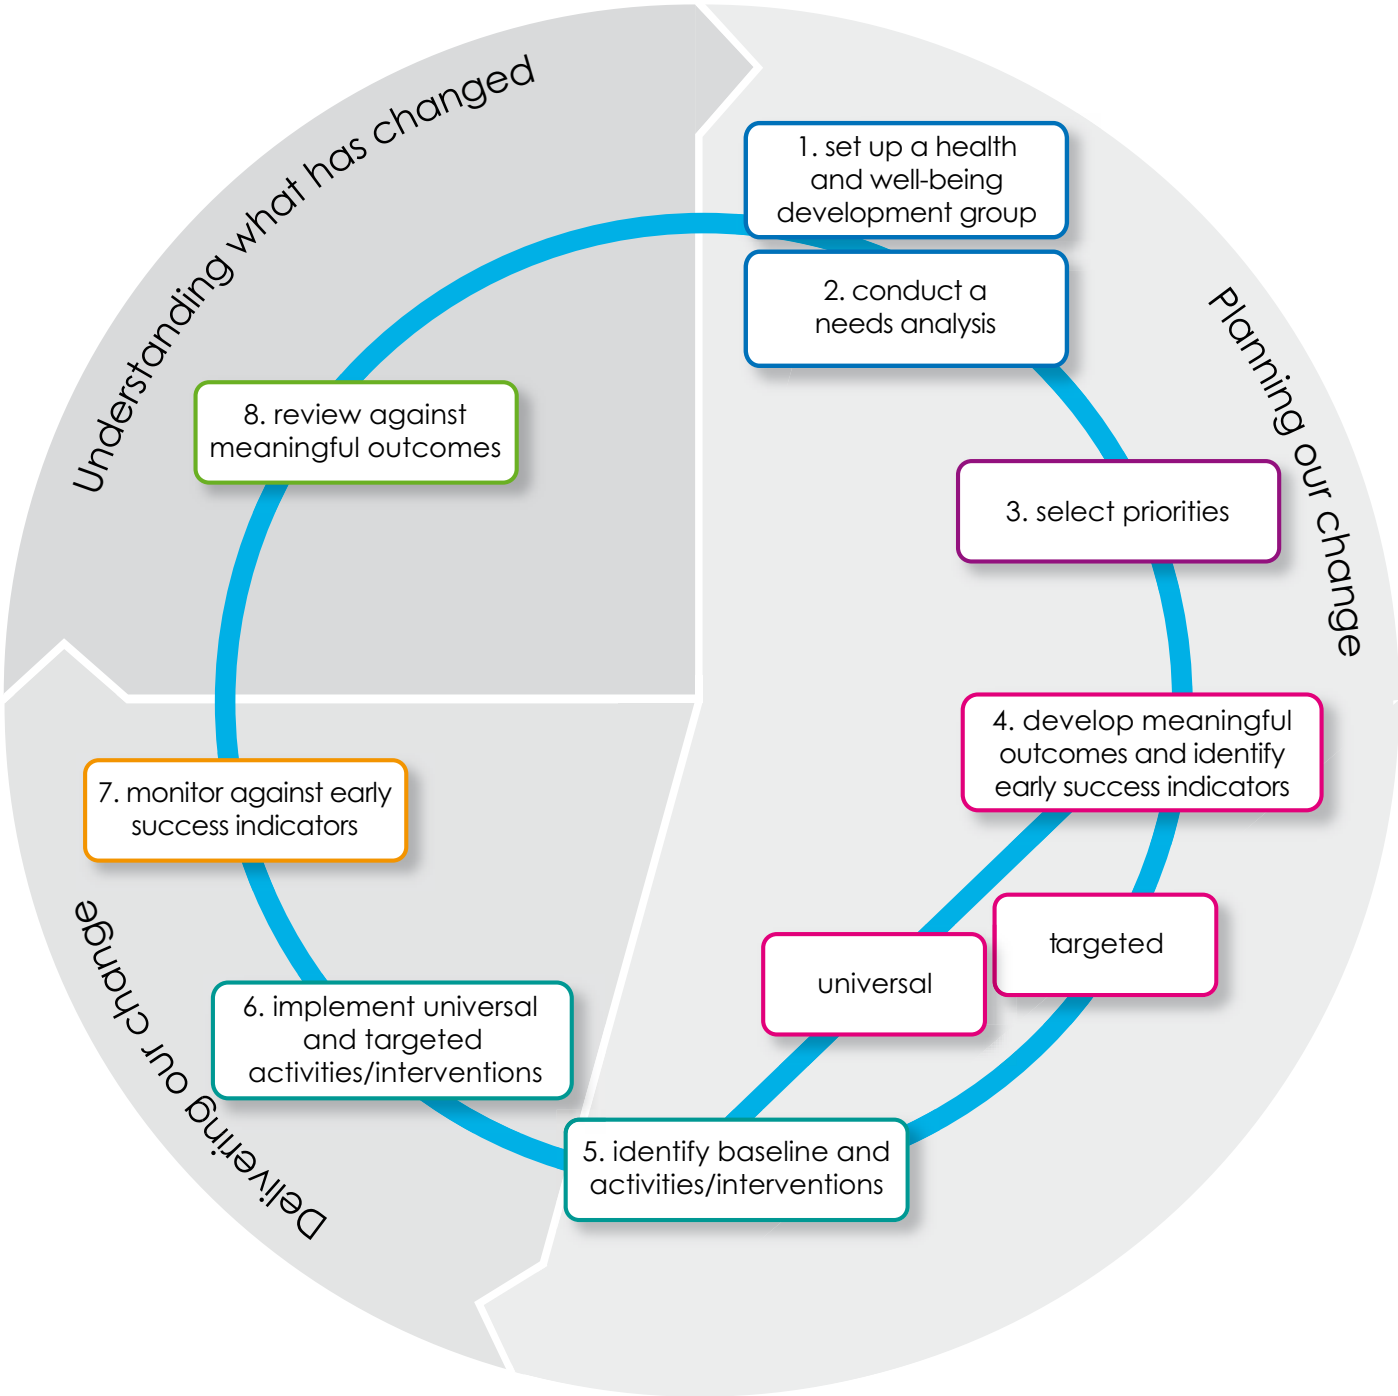 Understanding what has changed
Planning our change
Delivering our change
1. set up a health
and well-being
development group
2. conduct a
needs analysis
3. select priorities
4. develop meaningful
outcomes and identify
early success indicators
targeted
universal
5. identify baseline and
activities/interventions
6. implement universal
and targeted
activities/interventions
7. monitor against early
success indicators
8. review against
meaningful outcomes